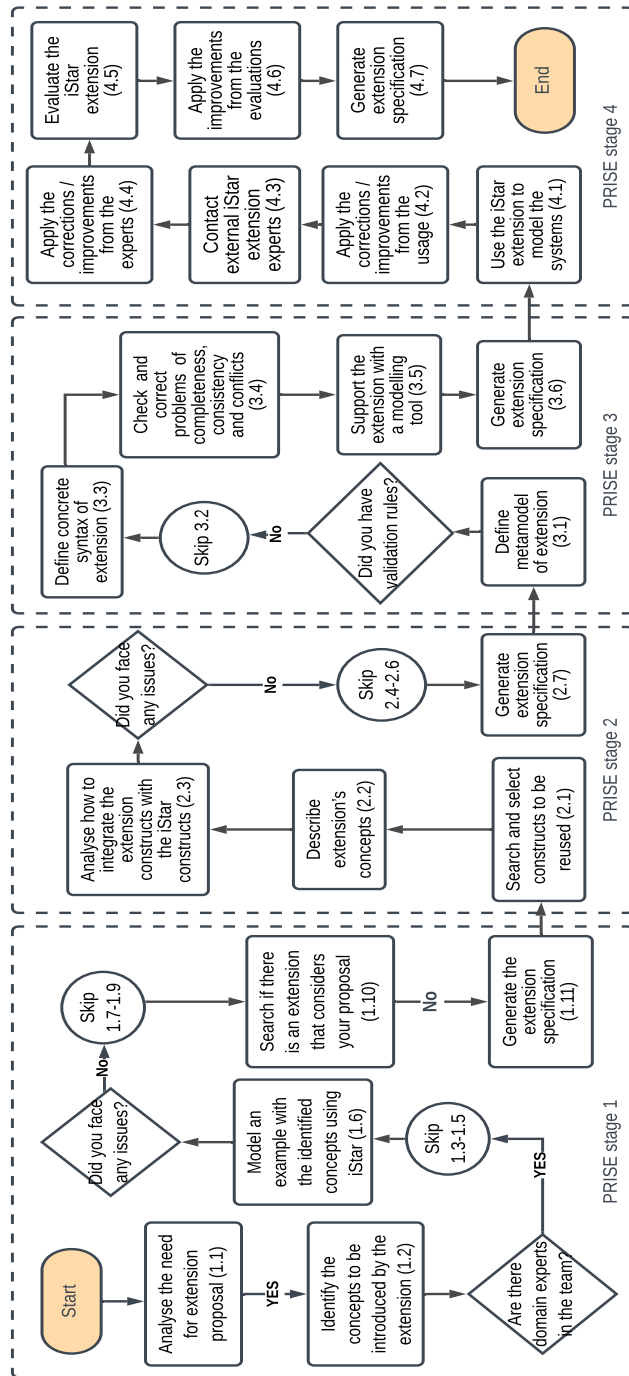 Start
Analyse the need
for extension
proposal (1.1)
YES
Identify the
concepts to be
introduced by the
extension (1.2)
Are there
domain experts
in the team?
YES
Skip
1.3-1.5
Model an
example with
the identified
concepts using
iStar (1.6)
Did you face
any issues?
No
Skip
1.7-1.9
Search if there
is an extension
that considers
your proposal
(1.10)
No
Generate the
extension
specification
(1.11)
PRISE stage 1
Search and select
constructs to be
reused (2.1)
Describe
extension's
concepts (2.2)
Analyse how to
integrate the
extension
constructs with
the iStar
constructs (2.3)
Did you face
any issues?
No
Skip
2.4-2.6
Generate
extension
specification
(2.7)
PRISE stage 2
Define
metamodel
of extension
(3.1)
Did you have
validation rules?
No
Skip 3.2
Define concrete
syntax of
extension (3.3)
Check and
correct
problems of
completeness,
consistency
and conflicts
(3.4)
Support the
extension with
a modelling
tool (3.5)
Generate
extension
specification
(3.6)
PRISE stage 3
Use the iStar
extension to
model the
systems (4.1)
Apply the
corrections /
improvements
from the
usage (4.2)
Contact
external iStar
extension
experts (4.3)
Apply the
corrections /
improvements
from the
experts (4.4)
Evaluate the
iStar
extension
(4.5)
Apply the
improvements
from the
evaluations
(4.6)
Generate
extension
specification
(4.7)
End
PRISE stage 4